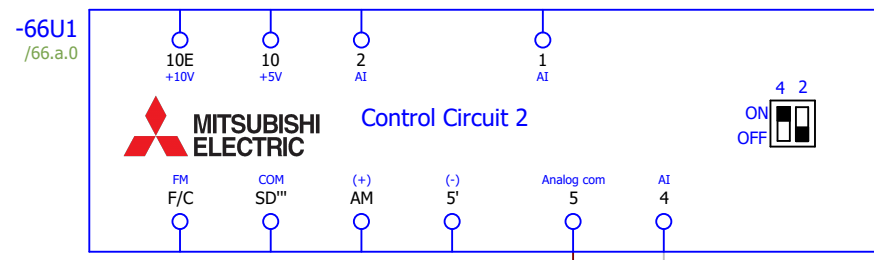 -66U1
/66.a.0
10E 10 2 1
+10V +5V AI AI
4 2
MITSUBISHI
ELECTRIC
Control Circuit 2
ON
OFF
FM COM (+) (-) Analog com AI
F/C SD''' AM 5' 5 4